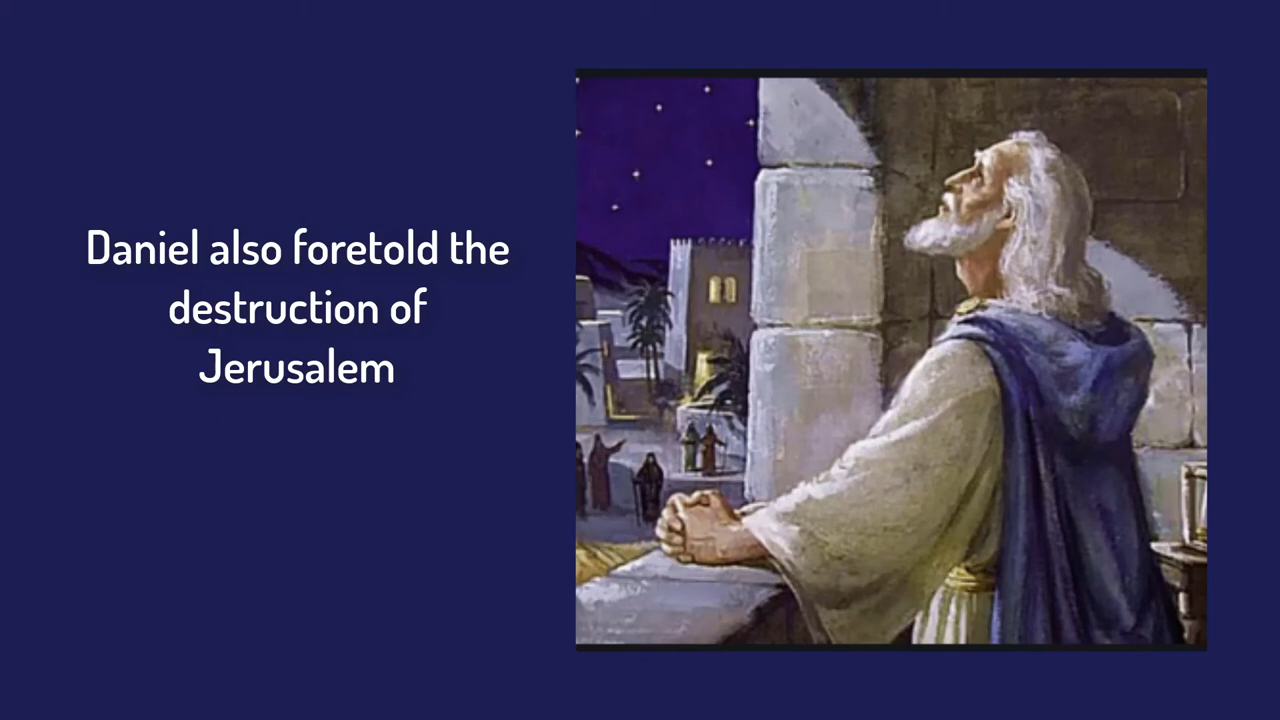 Daniel also foretold the
destruction of
Jerusalem